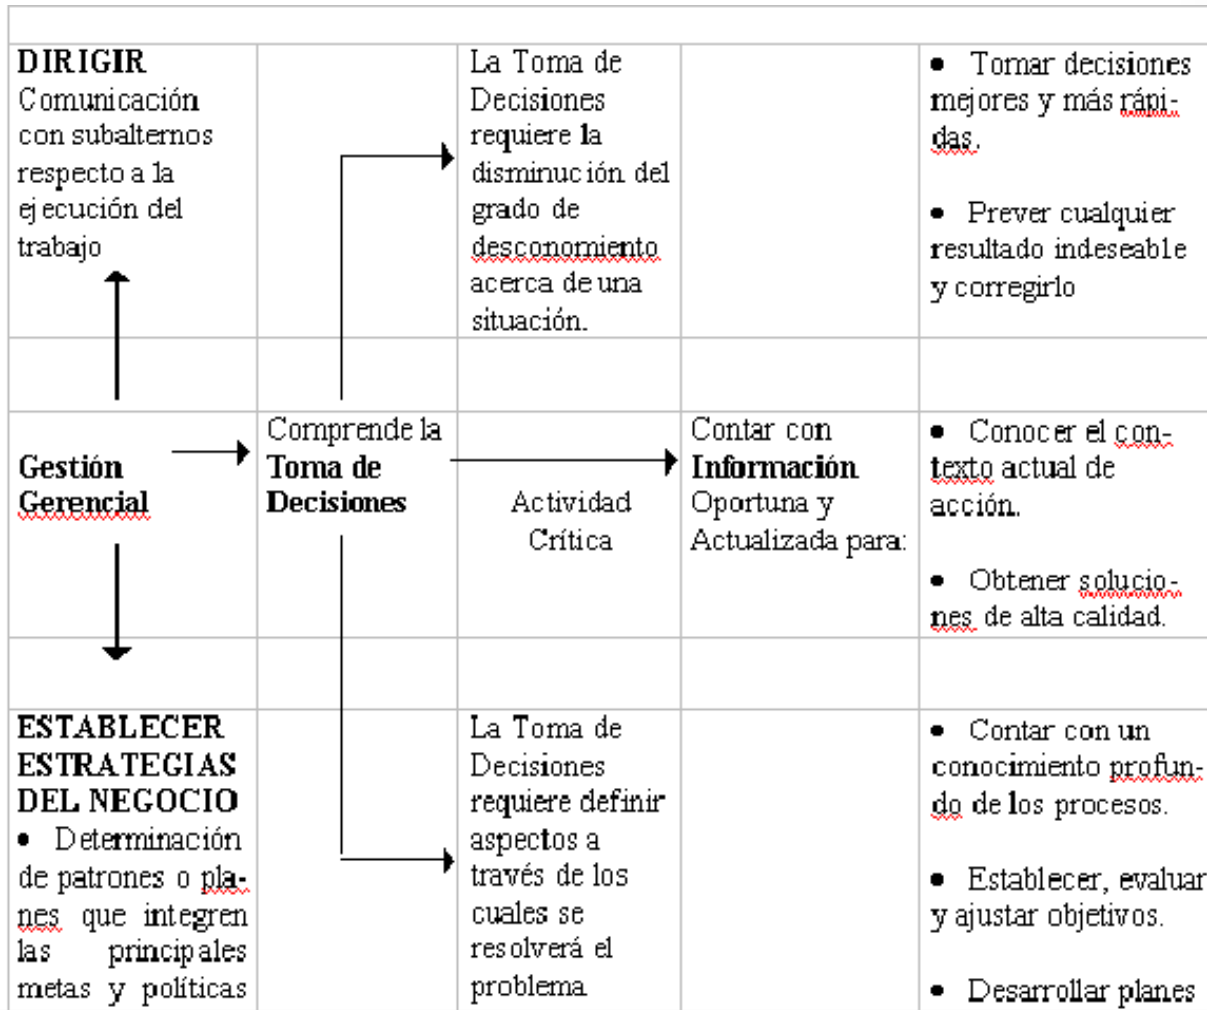 DIRIGIR
Comunicación
con subalternos
respecto a la
ejecución del
trabajo
La Toma de
Decisiones
requiere la
disminución del
grado de
desconomiento
acerca de una
situación.
• Tomar decisiones
mejores y más rápi-
das.
• Prever cualquier
resultado indeseable
y corregirlo
Gestión
Gerencial
Comprende la
Toma de
Decisiones
Actividad
Crítica
Contar con
Información
Oportuna y
Actualizada para:
• Conocer el con-
texto actual de
acción.
• Obtener solucio-
nes de alta calidad.
ESTABLECER
ESTRATEGIAS
DEL NEGOCIO
• Determinación
de patrones o pla-
nes que integren
las principales
metas y políticas
La Toma de
Decisiones
requiere definir
aspectos a
través de los
cuales se
resolverá el
problema
• Contar con un
conocimiento profun-
do de los procesos.
• Establecer, evaluar
y ajustar objetivos.
• Desarrollar planes